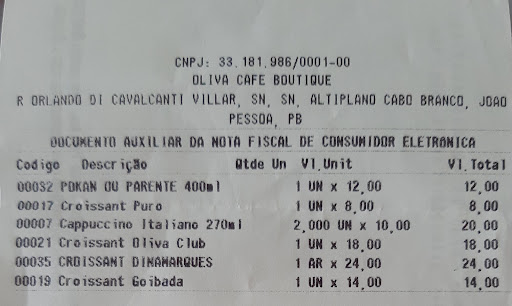 CNPJ: 33.181.986/0001-00
OLIVA CAFE BOUTIQUE
R ORLANDO DI CAVALCANTI VILLAR, SN, SN, ALTIPLANO CABO BRANCO, JOAO
PESSOA, PB
DOCUMENTO AUXILIAR DA NOTA FISCAL DE CONSUMIDOR ELETRONICA
Codigo Descrição Qtde Un Vl.Unit Vl.Total
00032 POKAN OU PARENTE 400ml 1 UN x 12,00 12,00
00017 Croissant Puro 1 UN x 8,00 8,00
00007 Cappuccino Italiano 270ml 2,000 UN x 10,00 20,00
00021 Croissant Oliva Club 1 UN x 18,00 18,00
00035 CROISSANT DINAMARQUES 1 AR x 24,00 24,00
00019 Croissant Goibada 1 UN x 14,00 14,00